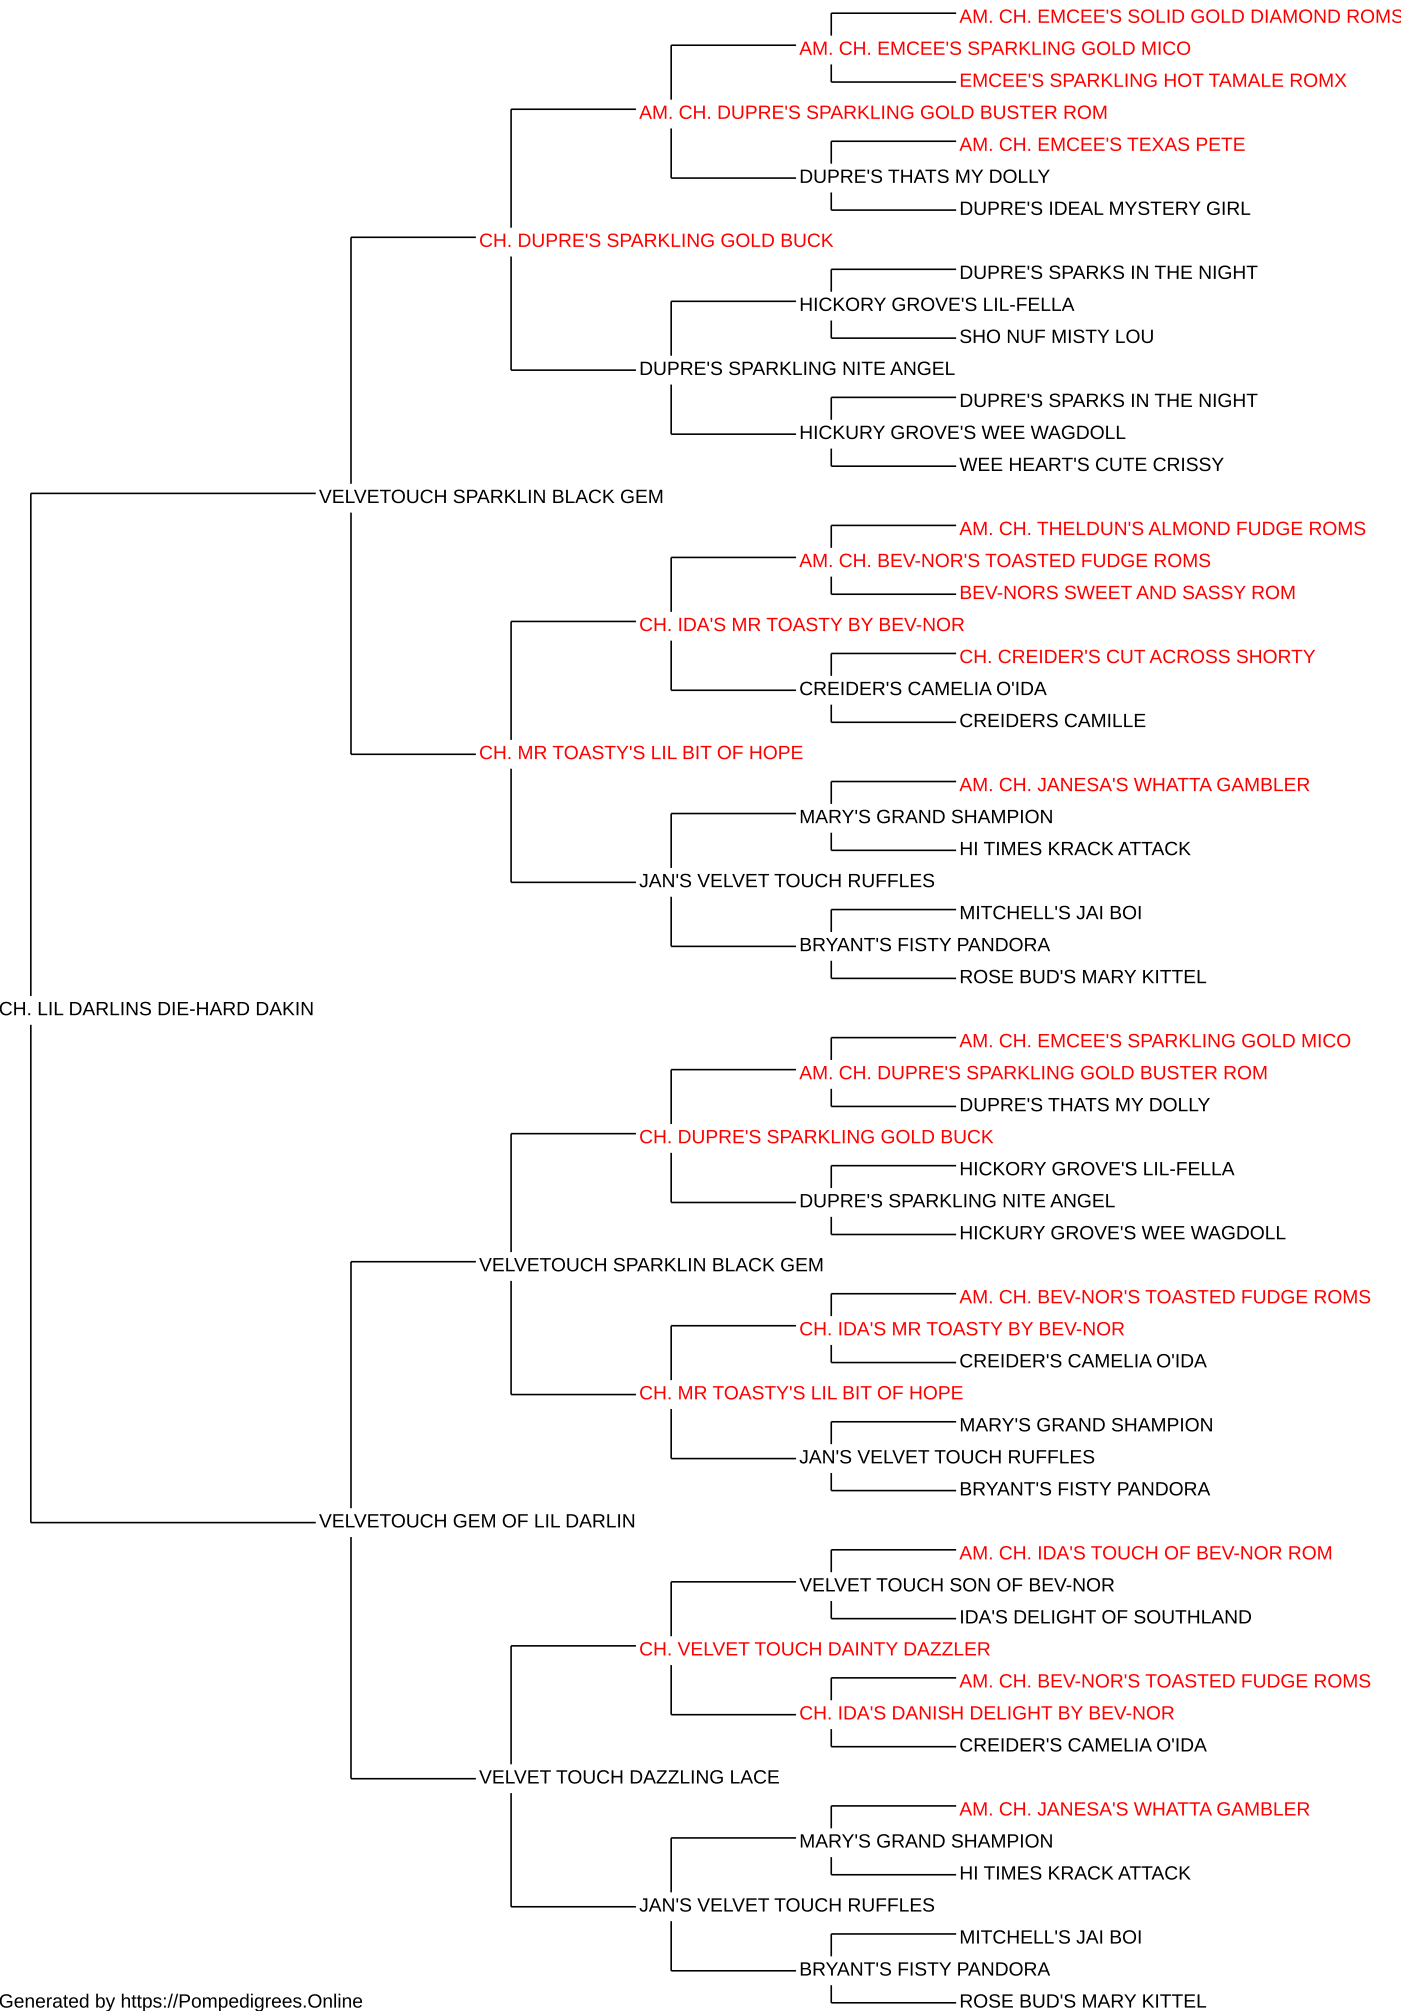 AM. CH. EMCEE'S SOLID GOLD DIAMOND ROMS
AM. CH. EMCEE'S SPARKLING GOLD MICO
EMCEE'S SPARKLING HOT TAMALE ROMX
AM. CH. DUPRE'S SPARKLING GOLD BUSTER ROM
AM. CH. EMCEE'S TEXAS PETE
DUPRE'S THATS MY DOLLY
DUPRE'S IDEAL MYSTERY GIRL
CH. DUPRE'S SPARKLING GOLD BUCK
DUPRE'S SPARKS IN THE NIGHT
HICKORY GROVE'S LIL-FELLA
SHO NUF MISTY LOU
DUPRE'S SPARKLING NITE ANGEL
DUPRE'S SPARKS IN THE NIGHT
HICKURY GROVE'S WEE WAGDOLL
WEE HEART'S CUTE CRISSY
VELVETOUCH SPARKLIN BLACK GEM
AM. CH. THELDUN'S ALMOND FUDGE ROMS
AM. CH. BEV-NOR'S TOASTED FUDGE ROMS
BEV-NORS SWEET AND SASSY ROM
CH. IDA'S MR TOASTY BY BEV-NOR
CH. CREIDER'S CUT ACROSS SHORTY
CREIDER'S CAMELIA O'IDA
CREIDERS CAMILLE
CH. MR TOASTY'S LIL BIT OF HOPE
AM. CH. JANESA'S WHATTA GAMBLER
MARY'S GRAND SHAMPION
HI TIMES KRACK ATTACK
JAN'S VELVET TOUCH RUFFLES
MITCHELL'S JAI BOI
BRYANT'S FISTY PANDORA
ROSE BUD'S MARY KITTEL
CH. LIL DARLINS DIE-HARD DAKIN
AM. CH. EMCEE'S SPARKLING GOLD MICO
AM. CH. DUPRE'S SPARKLING GOLD BUSTER ROM
DUPRE'S THATS MY DOLLY
CH. DUPRE'S SPARKLING GOLD BUCK
HICKORY GROVE'S LIL-FELLA
DUPRE'S SPARKLING NITE ANGEL
HICKURY GROVE'S WEE WAGDOLL
VELVETOUCH SPARKLIN BLACK GEM
AM. CH. BEV-NOR'S TOASTED FUDGE ROMS
CH. IDA'S MR TOASTY BY BEV-NOR
CREIDER'S CAMELIA O'IDA
CH. MR TOASTY'S LIL BIT OF HOPE
MARY'S GRAND SHAMPION
JAN'S VELVET TOUCH RUFFLES
BRYANT'S FISTY PANDORA
VELVETOUCH GEM OF LIL DARLIN
AM. CH. IDA'S TOUCH OF BEV-NOR ROM
VELVET TOUCH SON OF BEV-NOR
IDA'S DELIGHT OF SOUTHLAND
CH. VELVET TOUCH DAINTY DAZZLER
AM. CH. BEV-NOR'S TOASTED FUDGE ROMS
CH. IDA'S DANISH DELIGHT BY BEV-NOR
CREIDER'S CAMELIA O'IDA
VELVET TOUCH DAZZLING LACE
AM. CH. JANESA'S WHATTA GAMBLER
MARY'S GRAND SHAMPION
HI TIMES KRACK ATTACK
JAN'S VELVET TOUCH RUFFLES
MITCHELL'S JAI BOI
BRYANT'S FISTY PANDORA
ROSE BUD'S MARY KITTEL
Generated by https://Pompedigrees.Online